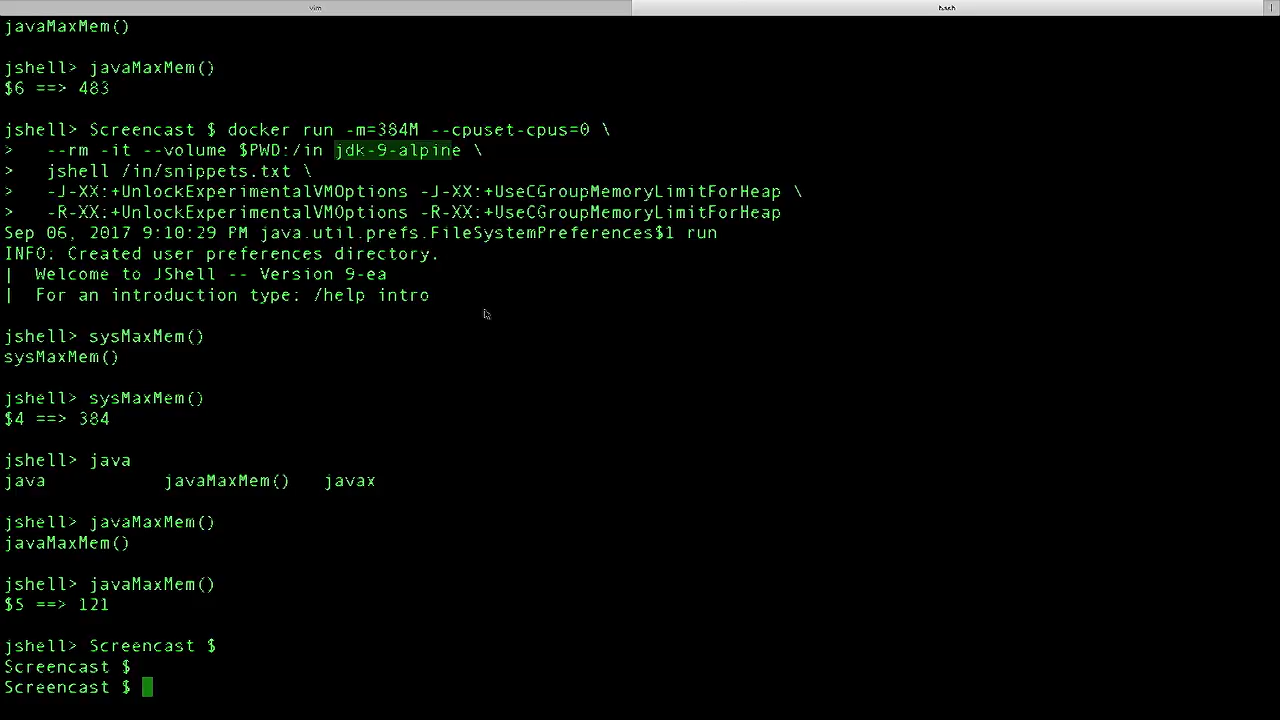 vim
bash
javaMaxMem()
jshell> javaMaxMem()
$6 ==> 483
jshell> Screencast $ docker run -m=384M --cpuset-cpus=0 \
>   --rm -it --volume $PWD:/in jdk-9-alpine \
>   jshell /in/snippets.txt \
>   -J-XX:+UnlockExperimentalVMOptions -J-XX:+UseCGroupMemoryLimitForHeap \
>   -R-XX:+UnlockExperimentalVMOptions -R-XX:+UseCGroupMemoryLimitForHeap
Sep 06, 2017 9:10:29 PM java.util.prefs.FileSystemPreferences$1 run
INFO: Created user preferences directory.
|  Welcome to JShell -- Version 9-ea
|  For an introduction type: /help intro
jshell> sysMaxMem()
sysMaxMem()
jshell> sysMaxMem()
$4 ==> 384
jshell> java
java           javaMaxMem()   javax
jshell> javaMaxMem()
javaMaxMem()
jshell> javaMaxMem()
$5 ==> 121
jshell> Screencast $
Screencast $
Screencast $